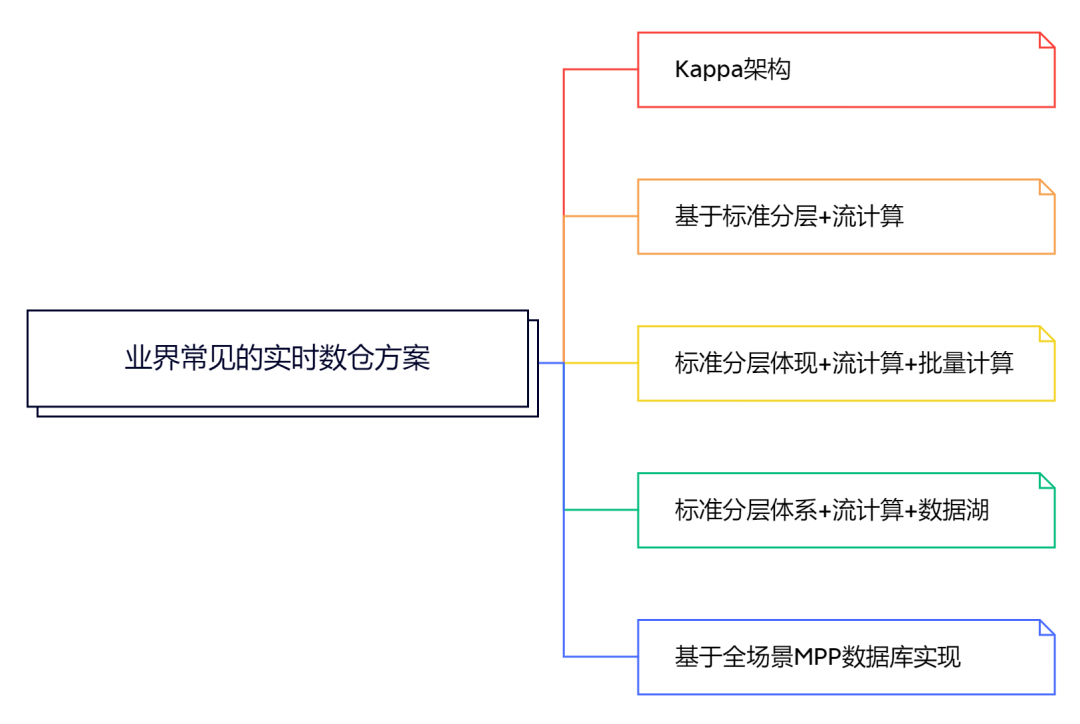 Kappa架构
基于标准分层+流计算
业界常见的实时数仓方案
标准分层体现+流计算+批量计算
标准分层体系+流计算+数据湖
基于全场景MPP数据库实现